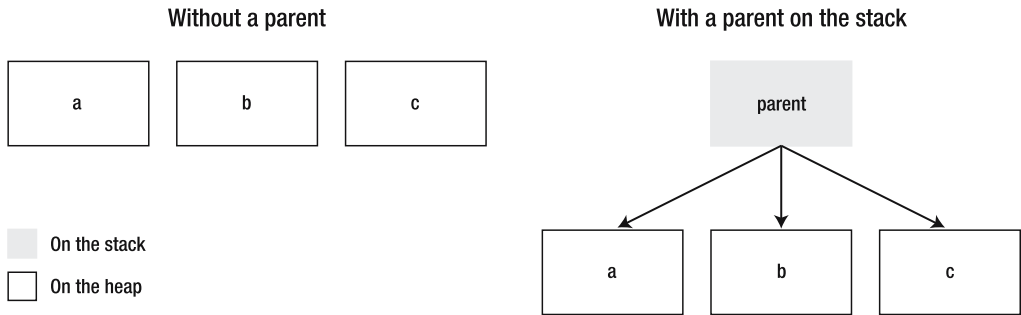 Without a parent
a
b
c
On the stack
On the heap
With a parent on the stack
parent
a
b
c